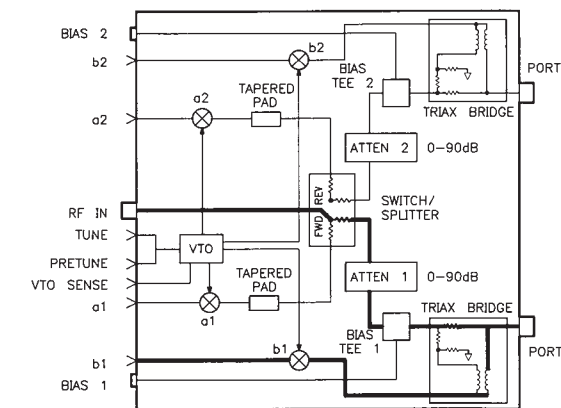 BIAS 2
b2
b2
PORT
BIAS
TEE 2
TAPERED
PAD
a2
a2
TRIAX BRIDGE
ATTEN 2
0-90dB
REV
SWITCH/
SPLITTER
RF IN
FWD
TUNE
VTO
PRETUNE
VTO SENSE
TAPERED
PAD
ATTEN 1
0-90dB
a1
a1
TRIAX BRIDGE
BIAS
TEE 1
b1
b1
PORT
BIAS 1